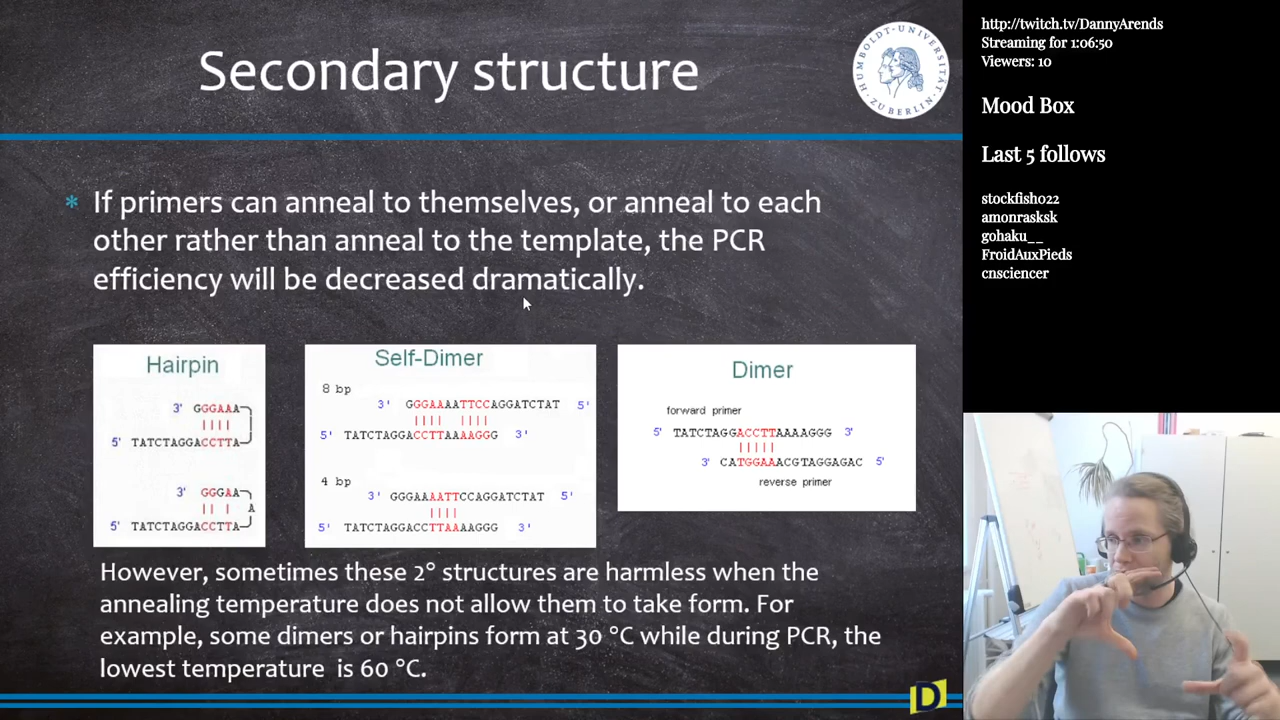 Secondary structure
HUMBOLDT-UNIVERSITÄT
ZU BERLIN
* If primers can anneal to themselves, or anneal to each
other rather than anneal to the template, the PCR
efficiency will be decreased dramatically.
Hairpin
3' GGGAAA
5' TATCTAGGACCTTA
3' GGGAA
A
5' TATCTAGGACCTTA
Self-Dimer
8 bp
3' GGGAAAATTCCAGGATCTAT 5'
5' TATCTAGGACCTTAAAAGGG 3'
4 bp
3' GGGAAAATTCCAGGATCTAT 5'
5' TATCTAGGACCTTAAAAGGG 3'
Dimer
forward primer
5' TATCTAGGACCTTAAAAGGG 3'
3' CATGGAAACGTAGGAGAC 5'
reverse primer
However, sometimes these 2° structures are harmless when the
annealing temperature does not allow them to take form. For
example, some dimers or hairpins form at 30 °C while during PCR, the
lowest temperature is 60 °C.
D
http://twitch.tv/DannyArends
Streaming for 1:06:50
Viewers: 10
Mood Box
Last 5 follows
stockfish022
amonrasksk
gohaku__
FroidAuxPieds
cnsciencer